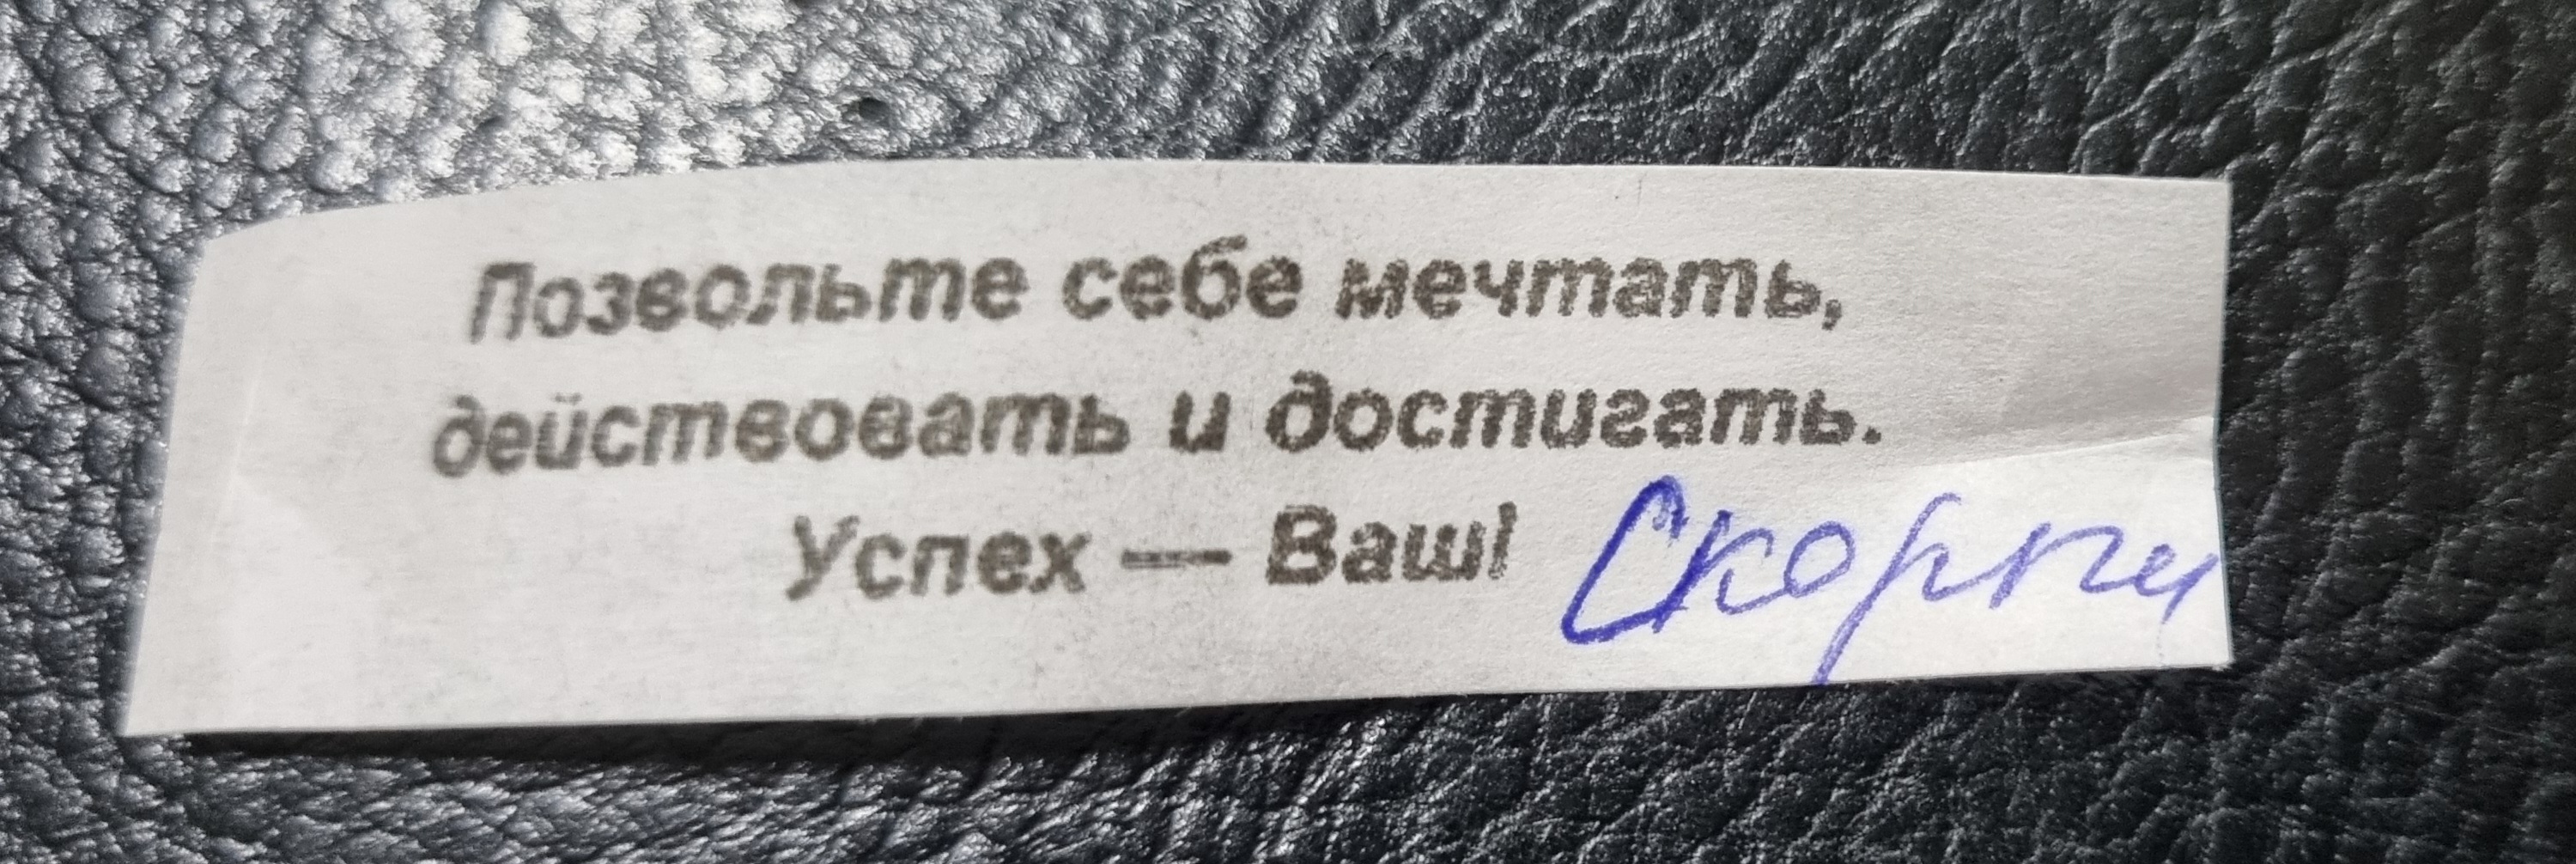 Позвольте себе мечтать,
действовать и достигать.
Успех — Ваш!
Скорпи